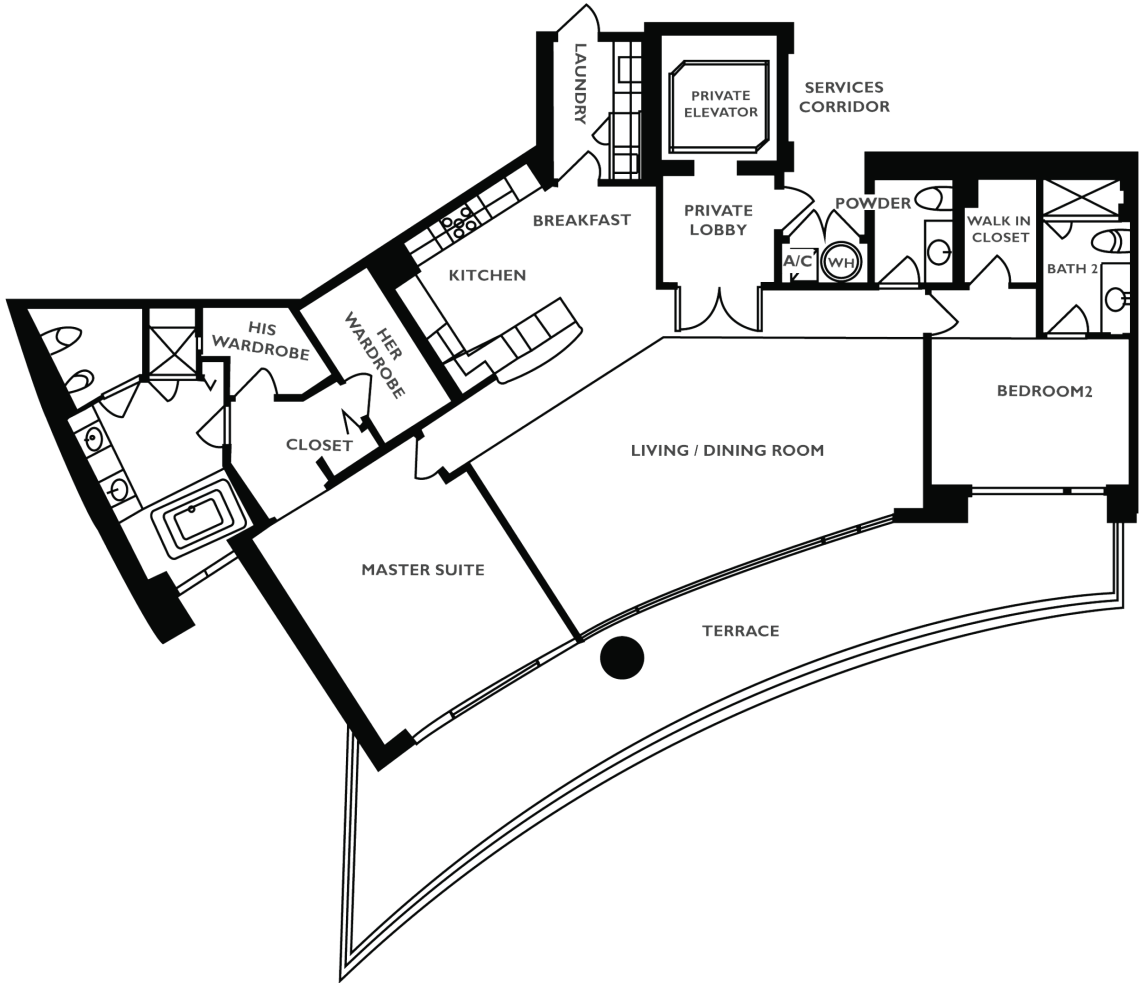 LAUNDRY
PRIVATE
ELEVATOR
SERVICES
CORRIDOR
BREAKFAST
PRIVATE
LOBBY
POWDER
WALK IN
CLOSET
A/C
WH
BATH 2
KITCHEN
HIS
WARDROBE
HER
WARDROBE
BEDROOM2
CLOSET
LIVING / DINING ROOM
MASTER SUITE
TERRACE